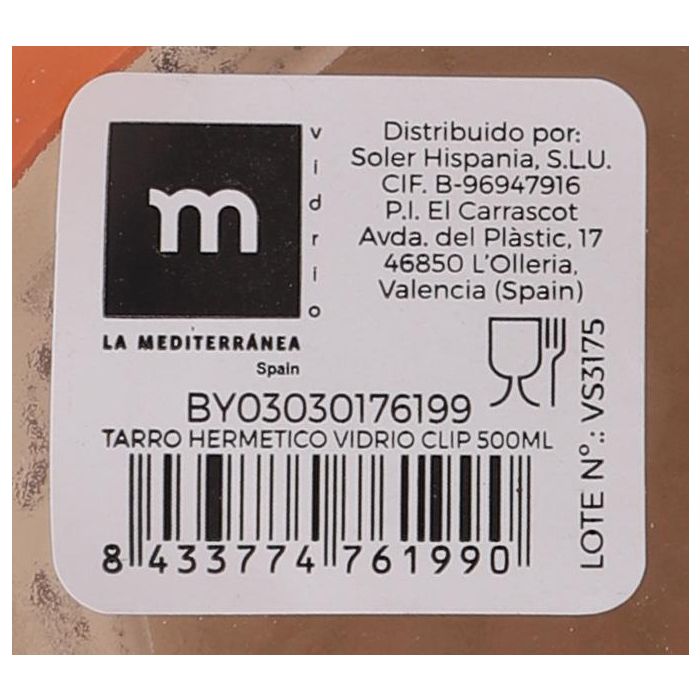 m
vidrio
LA MEDITERRÁNEA
Spain
Distribuido por:
Soler Hispania, S.L.U.
CIF. B-96947916
P.I. El Carrascot
Avda. del Plàstic, 17
46850 L'Olleria,
Valencia (Spain)
BY03030176199
TARRO HERMETICO VIDRIO CLIP 500ML
8 433774 761990
LOTE Nº.: VS3175